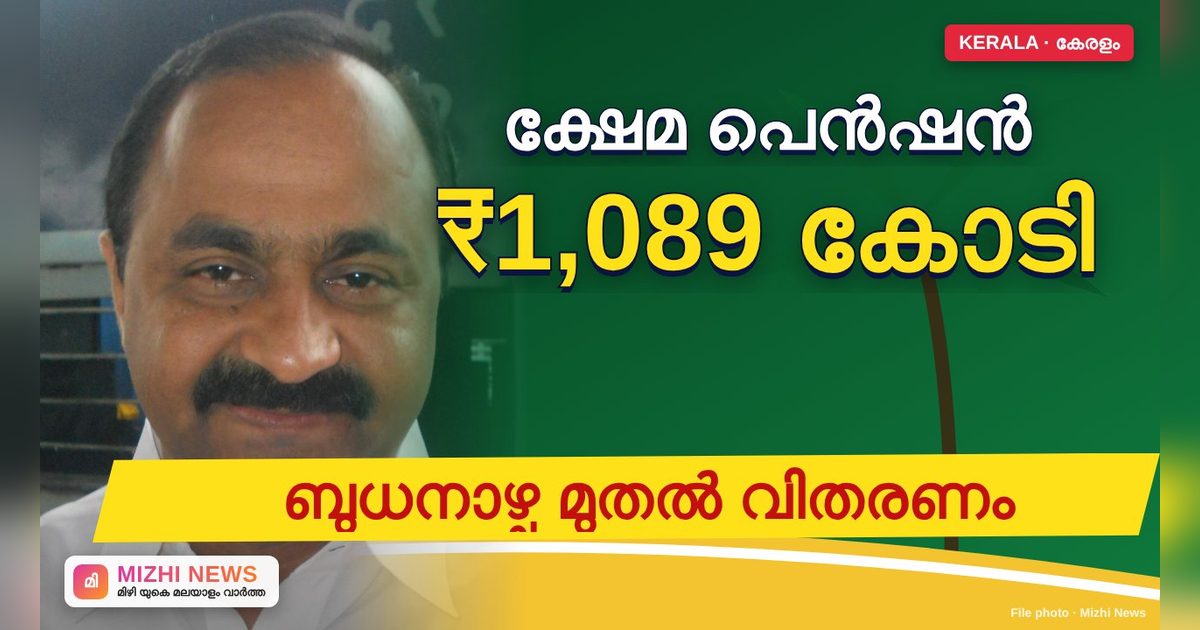 KERALA · കേരളം
ക്ഷേമ പെൻഷൻ
₹1,089 കോടി
ബുധനാഴ്ച മുതൽ വിതരണം
മി
MIZHI NEWS
മിഴി യുകെ മലയാളം വാർത്ത
File photo · Mizhi News